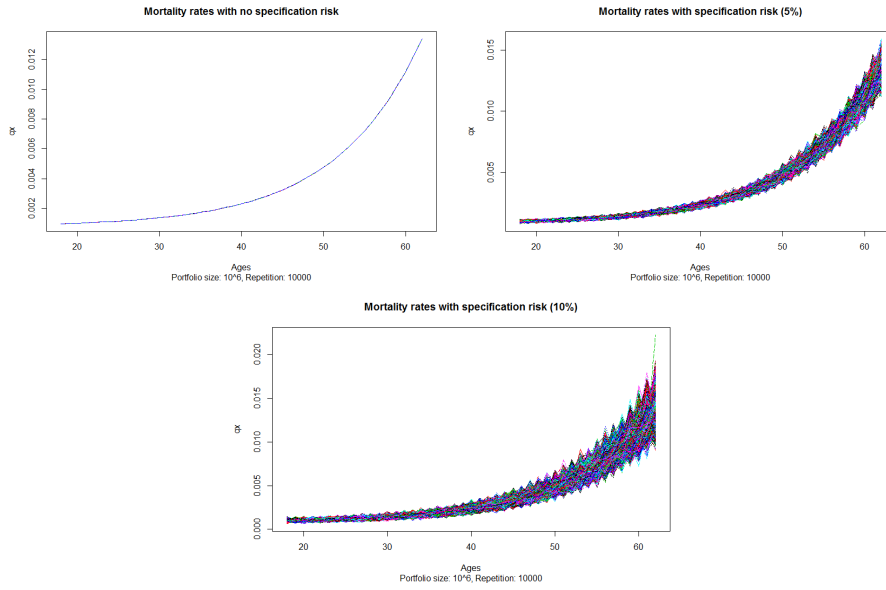 Mortality rates with no specification risk
qx
0.012
0.010
0.008
0.006
0.004
0.002
20 30 40 50 60
Ages
Portfolio size: 10^6, Repetition: 10000
Mortality rates with specification risk (5%)
qx
0.015
0.010
0.005
20 30 40 50 60
Ages
Portfolio size: 10^6, Repetition: 10000
Mortality rates with specification risk (10%)
qx
0.020
0.015
0.010
0.005
0.000
20 30 40 50 60
Ages
Portfolio size: 10^6, Repetition: 10000